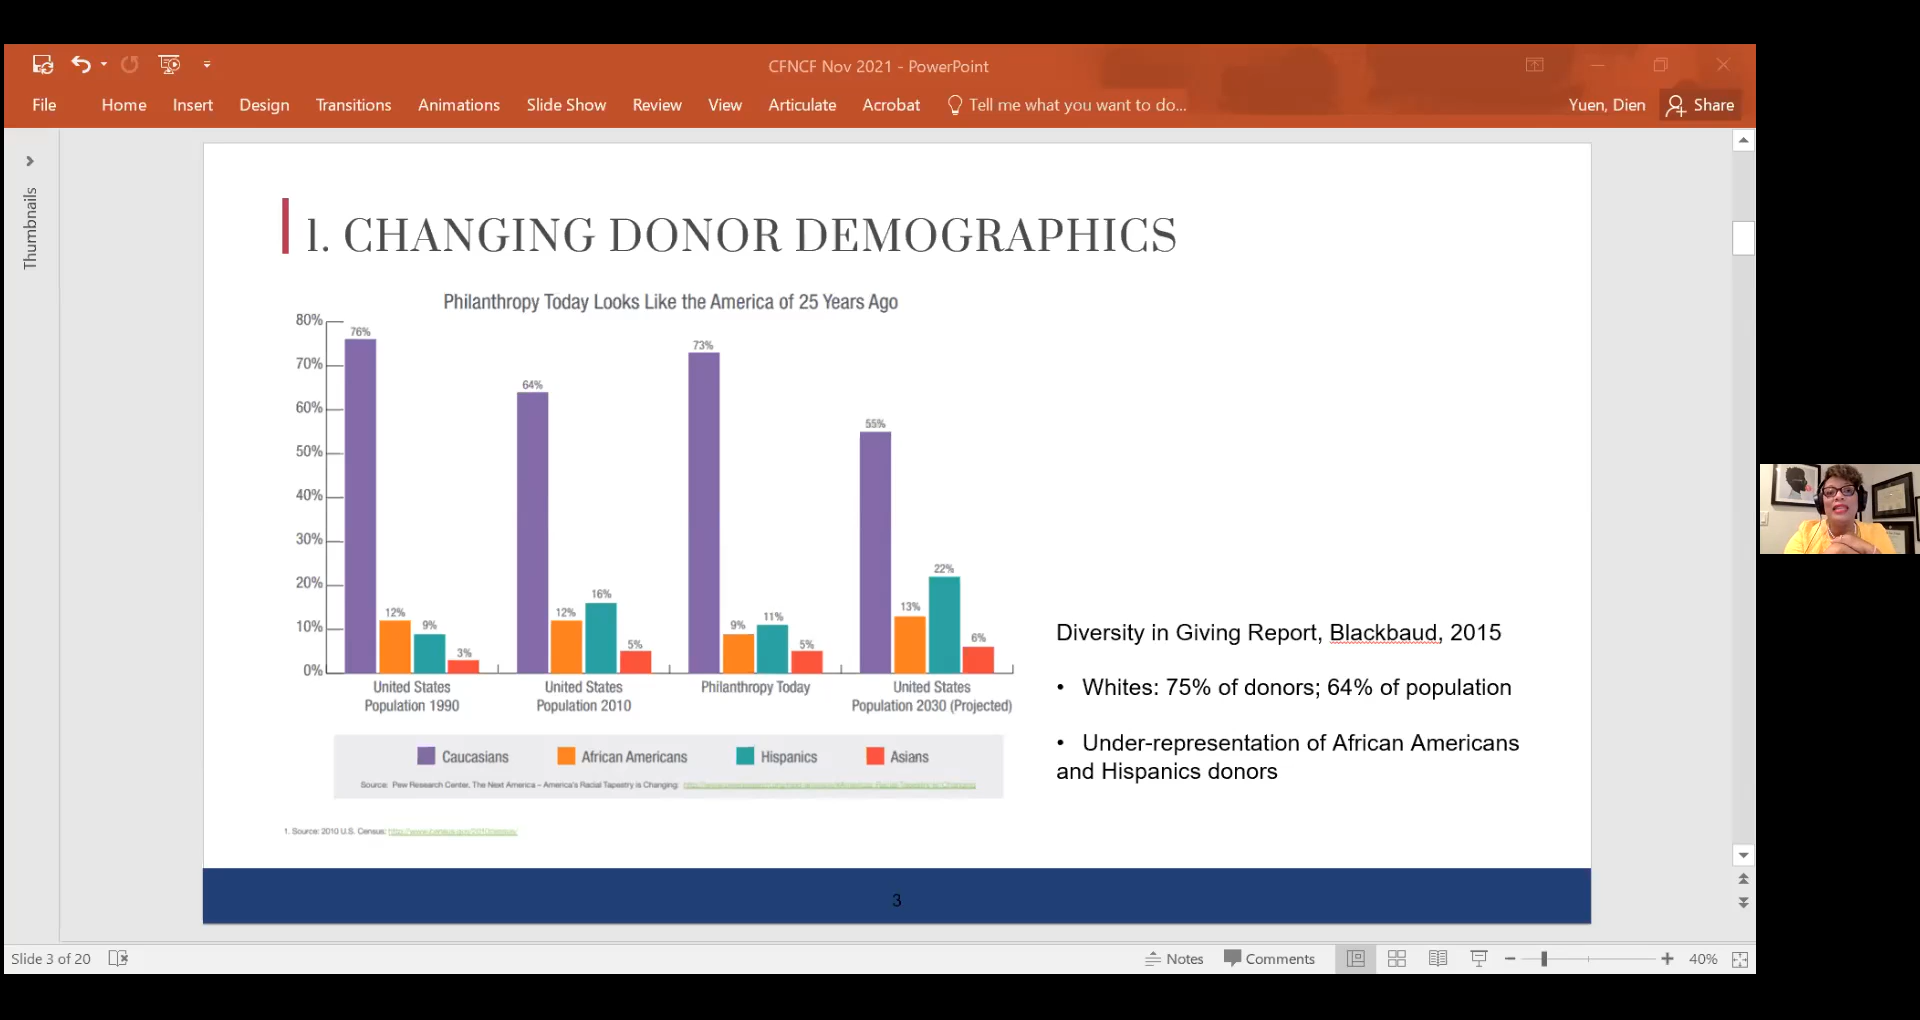 CFNCF Nov 2021 - PowerPoint
File Home Insert Design Transitions Animations Slide Show Review View Articulate Acrobat Tell me what you want to do... Yuen, Dien Share
Thumbnails
1. CHANGING DONOR DEMOGRAPHICS
Philanthropy Today Looks Like the America of 25 Years Ago
80%
70%
60%
50%
40%
30%
20%
10%
0%
76% 12% 9% 3%
64% 12% 16% 5%
73% 9% 11% 5%
55% 13% 22% 6%
United States
Population 1990
United States
Population 2010
Philanthropy Today
United States
Population 2030 (Projected)
Caucasians African Americans Hispanics Asians
Source: Pew Research Center, The Next America – America's Racial Tapestry is Changing:
1. Source: 2010 U.S. Census:
Diversity in Giving Report, Blackbaud, 2015
• Whites: 75% of donors; 64% of population
• Under-representation of African Americans
and Hispanics donors
3
Slide 3 of 20 Notes Comments 40%